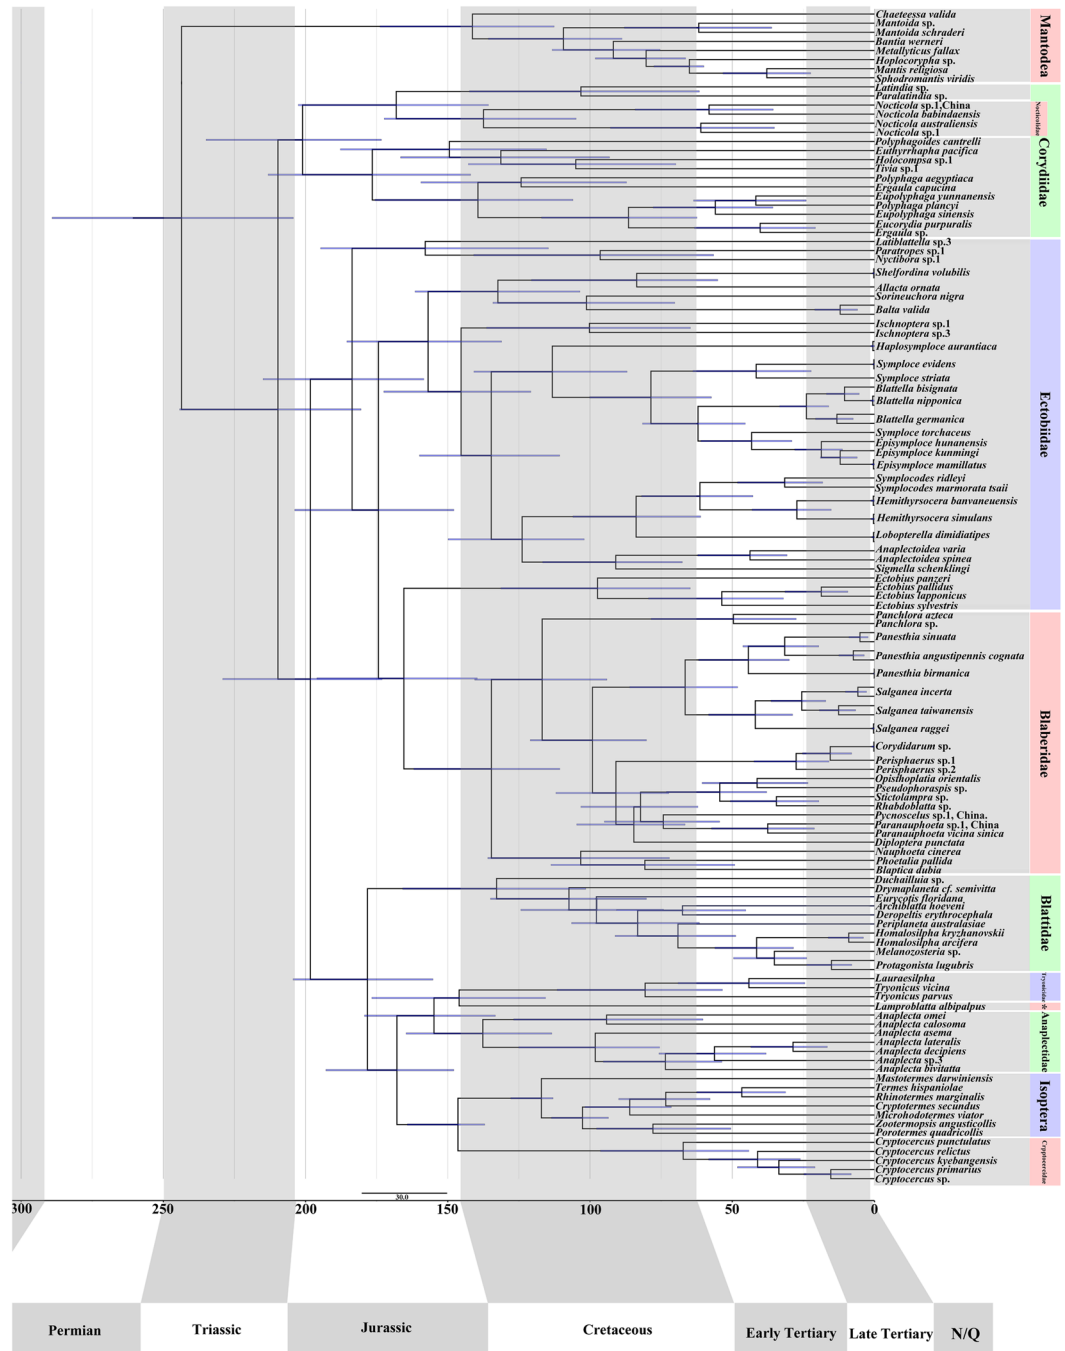 Chaeteessa valida
Mantoida sp.
Mantoida schraderi
Bantia werneri
Metallyticus fallax
Hoplocorypha sp.
Mantis religiosa
Sphodromantis viridis
Mantodea
Latindia sp.
Paralatindia sp.
Nocticola sp.1,China
Nocticola babindaensis
Nocticola australiensis
Nocticola sp.1
Nocticolidae
Polyphagoides cantrelli
Euthyrrhapha pacifica
Holocompsa sp.1
Tivia sp.1
Polyphaga aegyptiaca
Ergaula capucina
Eupolyphaga yunnanensis
Polyphaga plancyi
Eupolyphaga sinensis
Eucorydia purpuralis
Ergaula sp.
Corydiidae
Latiblattella sp.3
Paratropes sp.1
Nyctibora sp.1
Shelfordina volubilis
Allacta ornata
Sorineuchora nigra
Balta valida
Ischnoptera sp.1
Ischnoptera sp.3
Haplosymploce aurantiaca
Symploce evidens
Symploce striata
Blattella bisignata
Blattella nipponica
Blattella germanica
Symploce torchaceus
Episymploce hunanensis
Episymploce kunmingi
Episymploce mamillatus
Symplocodes ridleyi
Symplocodes marmorata tsaii
Hemithyrsocera banvaneuensis
Hemithyrsocera simulans
Lobopterella dimidiatipes
Anaplectoidea varia
Anaplectoidea spinea
Sigmella schenklingi
Ectobius panzeri
Ectobius pallidus
Ectobius lapponicus
Ectobius sylvestris
Ectobiidae
Panchlora azteca
Panchlora sp.
Panesthia sinuata
Panesthia angustipennis cognata
Panesthia birmanica
Salganea incerta
Salganea taiwanensis
Salganea raggei
Corydidarum sp.
Perisphaerus sp.1
Perisphaerus sp.2
Opisthoplatia orientalis
Pseudophoraspis sp.
Stictolampra sp.
Rhabdoblatta sp.
Pycnoscelus sp.1, China.
Paranauphoeta sp.1, China
Paranauphoeta vicina sinica
Diploptera punctata
Nauphoeta cinerea
Phoetalia pallida
Blaptica dubia
Blaberidae
Duchailluia sp.
Drymaplaneta cf. semivitta
Eurycotis floridana
Archiblatta hoeveni
Deropeltis erythrocephala
Periplaneta australasiae
Homalosilpha kryzhanovskii
Homalosilpha arcifera
Melanozosteria sp.
Protagonista lugubris
Blattidae
Lauraesilpha
Tryonicus vicina
Tryonicus parvus
Tryonicidae
Lamproblatta albipalpus
*
Anaplecta omei
Anaplecta calosoma
Anaplecta asema
Anaplecta lateralis
Anaplecta decipiens
Anaplecta sp.3
Anaplecta bivitatta
Anaplectidae
Mastotermes darwiniensis
Termes hispaniolae
Rhinotermes marginalis
Cryptotermes secundus
Microhodotermes viator
Zootermopsis angusticollis
Porotermes quadricollis
Isoptera
Cryptocercus punctulatus
Cryptocercus relictus
Cryptocercus kyebangensis
Cryptocercus primarius
Cryptocercus sp.
Cryptocercidae
30.0
300 250 200 150 100 50 0
Permian Triassic Jurassic Cretaceous Early Tertiary Late Tertiary N/Q